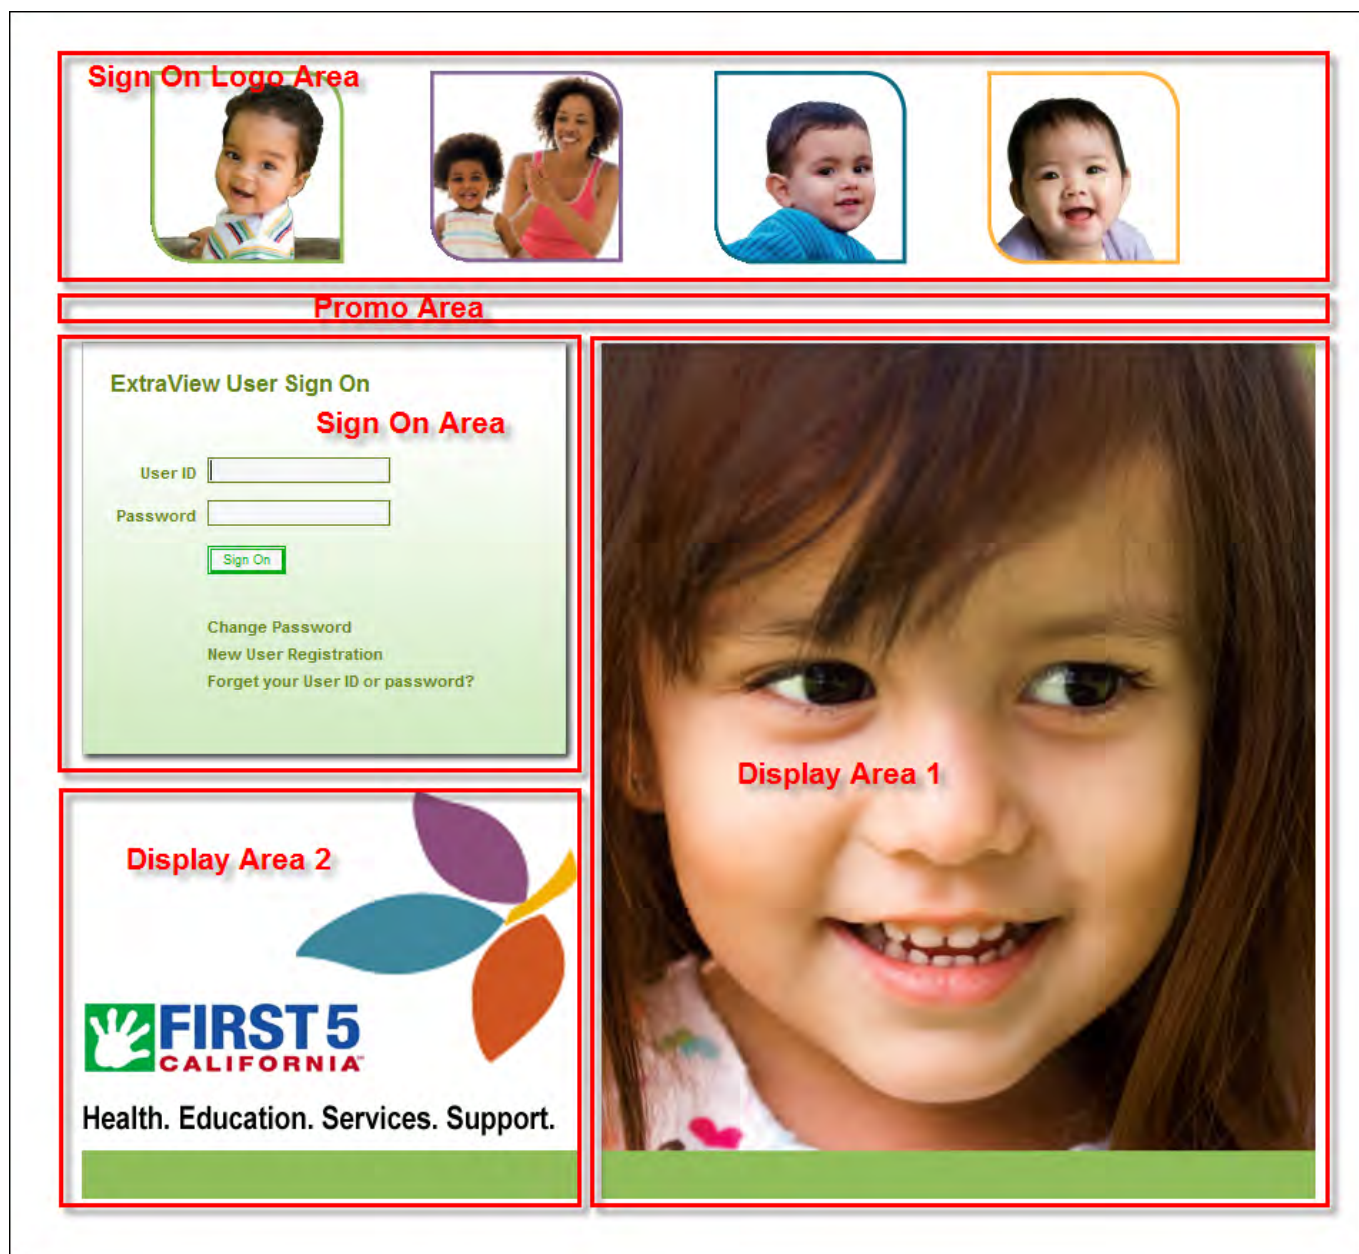 Sign On Logo Area
Promo Area
ExtraView User Sign On
Sign On Area
User ID
Password
Sign On
Change Password
New User Registration
Forget your User ID or password?
Display Area 1
Display Area 2
FIRST 5
CALIFORNIA™
Health. Education. Services. Support.